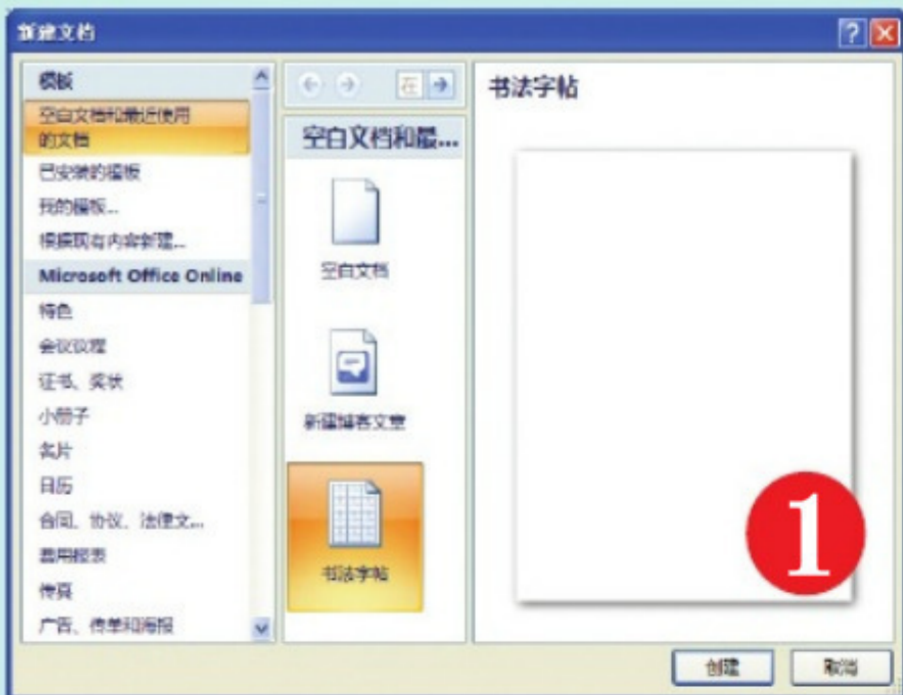 新建文档
模板
空白文档和最近使用
的文档
已安装的模板
我的模板...
根据现有内容新建...
Microsoft Office Online
特色
会议议程
证书、奖状
小册子
名片
日历
合同、协议、法律文...
费用报表
传真
广告、传单和海报
在
空白文档和最...
空白文档
新建博客文章
书法字帖
书法字帖
1
创建
取消